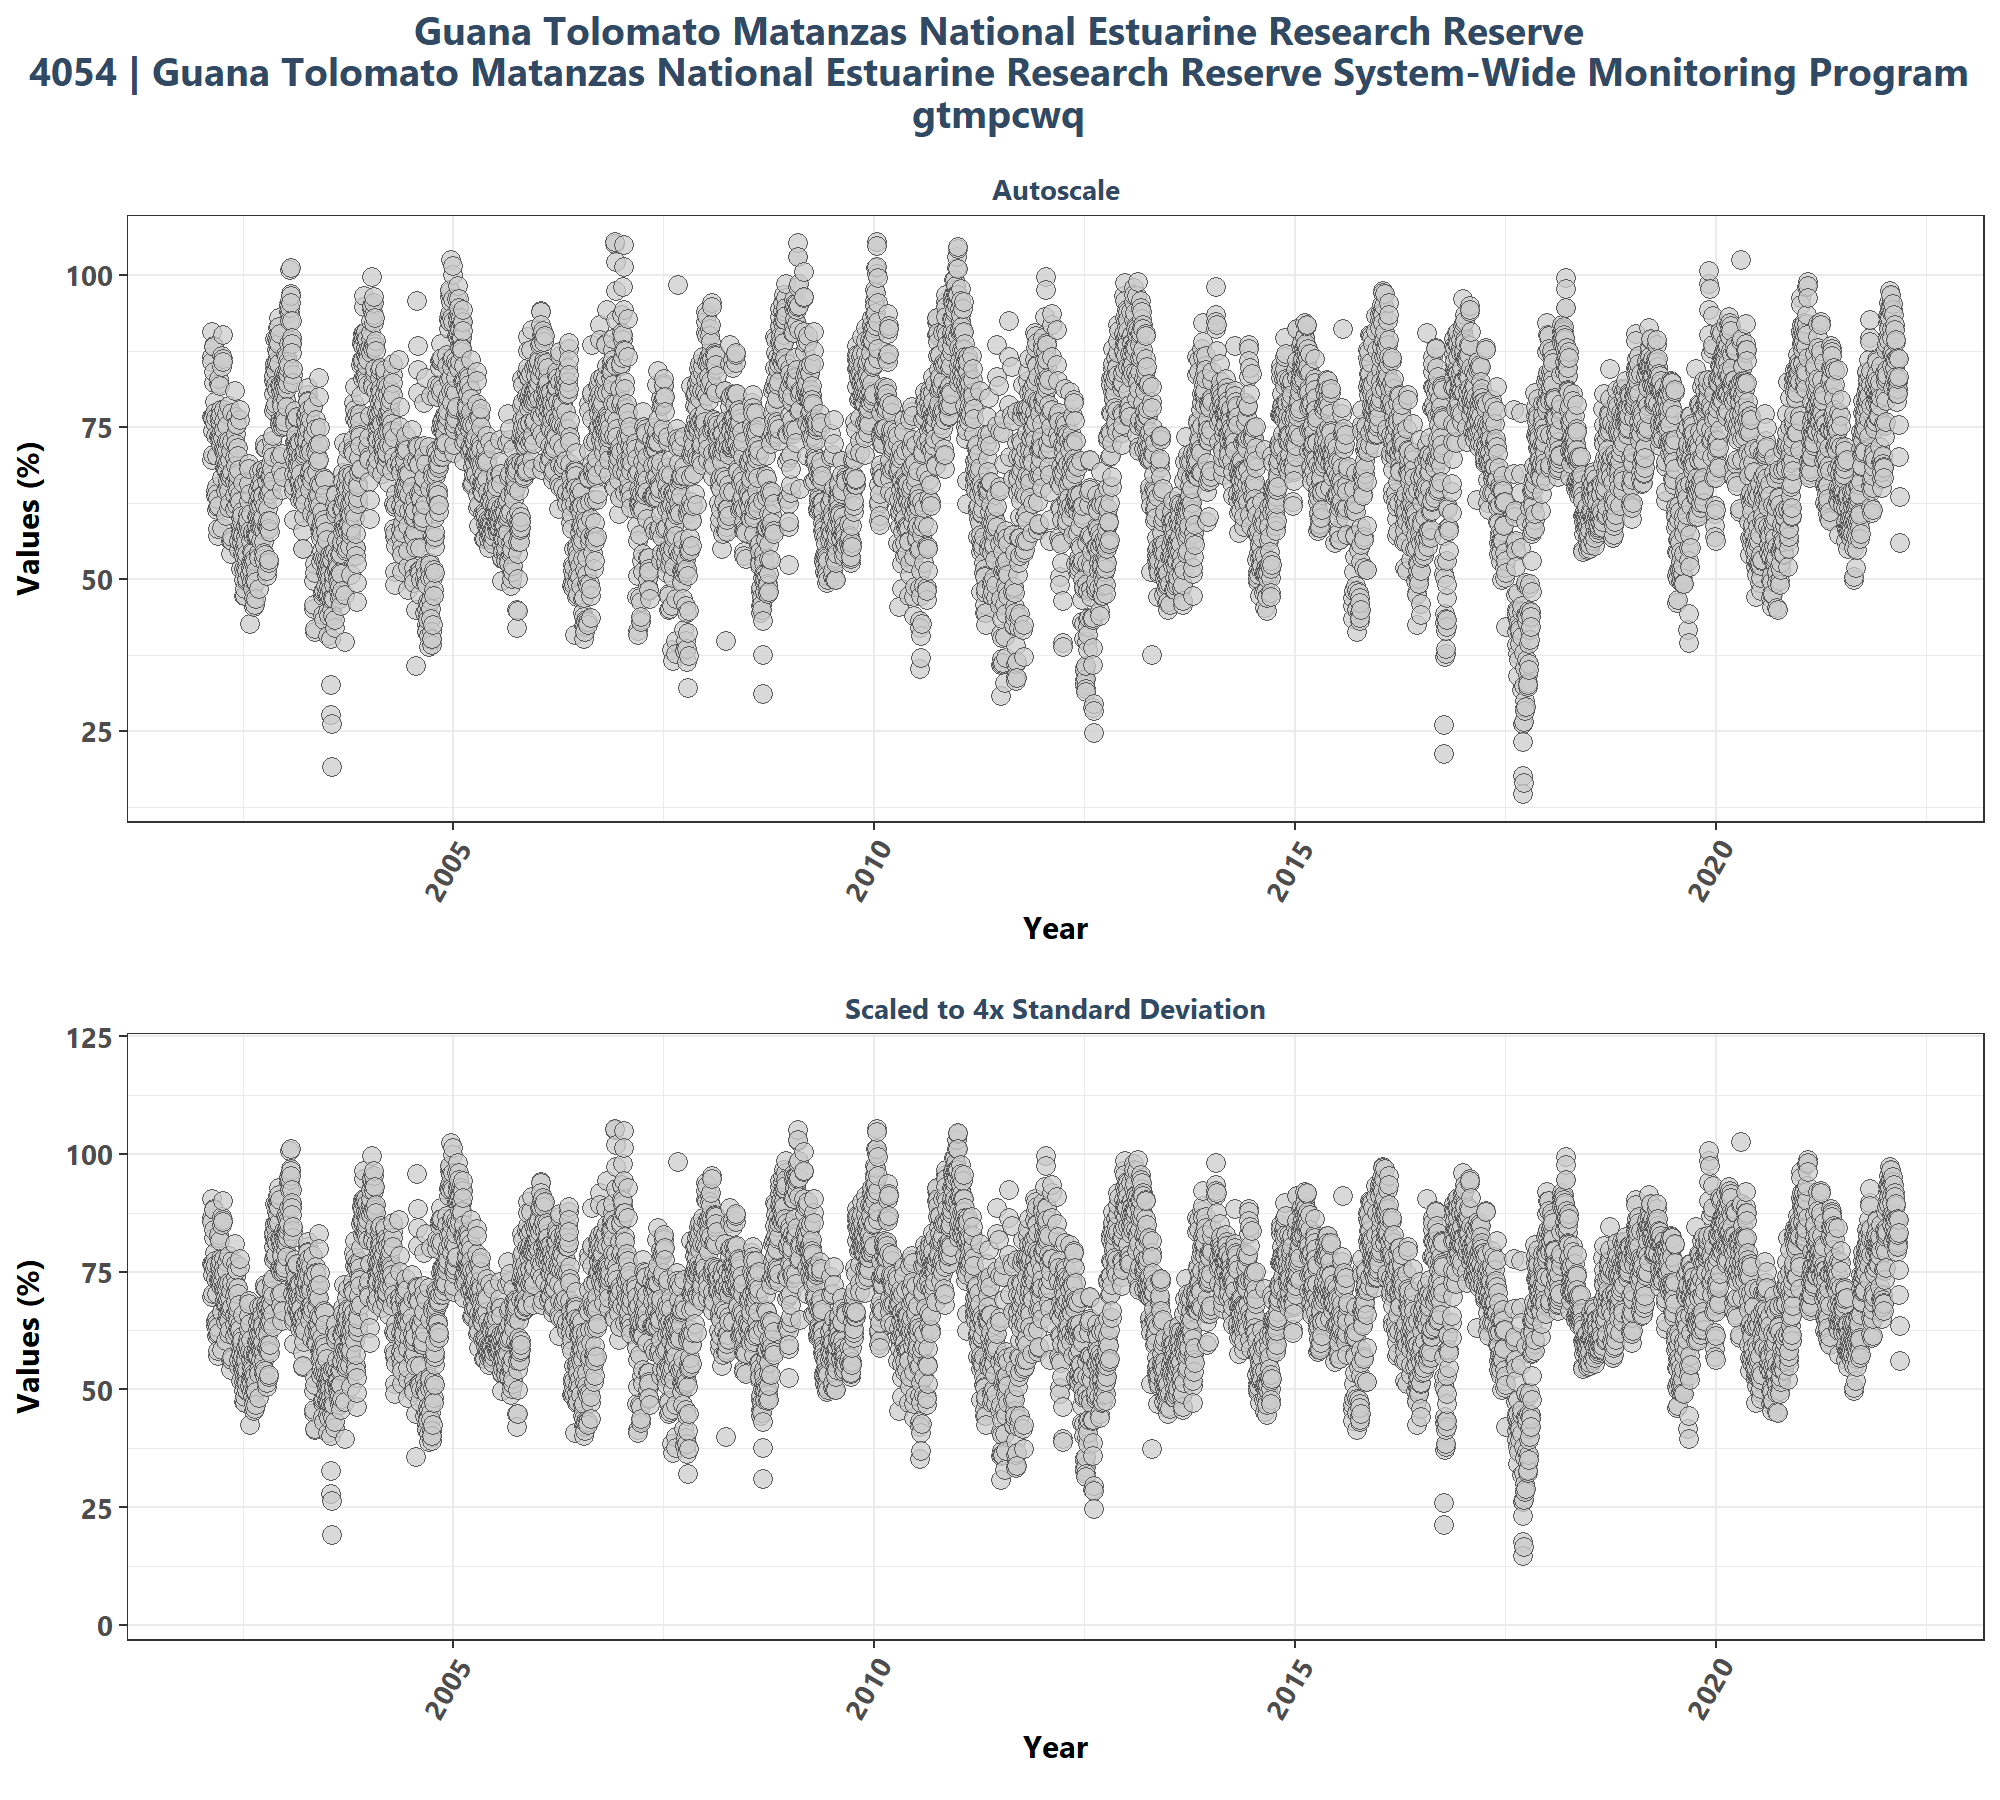 Guana Tolomato Matanzas National Estuarine Research Reserve
4054 | Guana Tolomato Matanzas National Estuarine Research Reserve System-Wide Monitoring Program
gtmpcwq
Autoscale
Values (%)
100
75
50
25
2005
2010
2015
2020
Year
Scaled to 4x Standard Deviation
Values (%)
125
100
75
50
25
0
2005
2010
2015
2020
Year